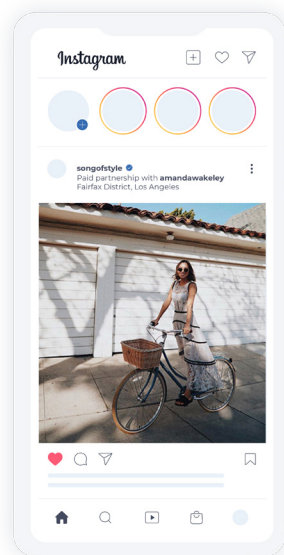 Instagram
songofstyle
Paid partnership with amandawakeley
Fairfax District, Los Angeles